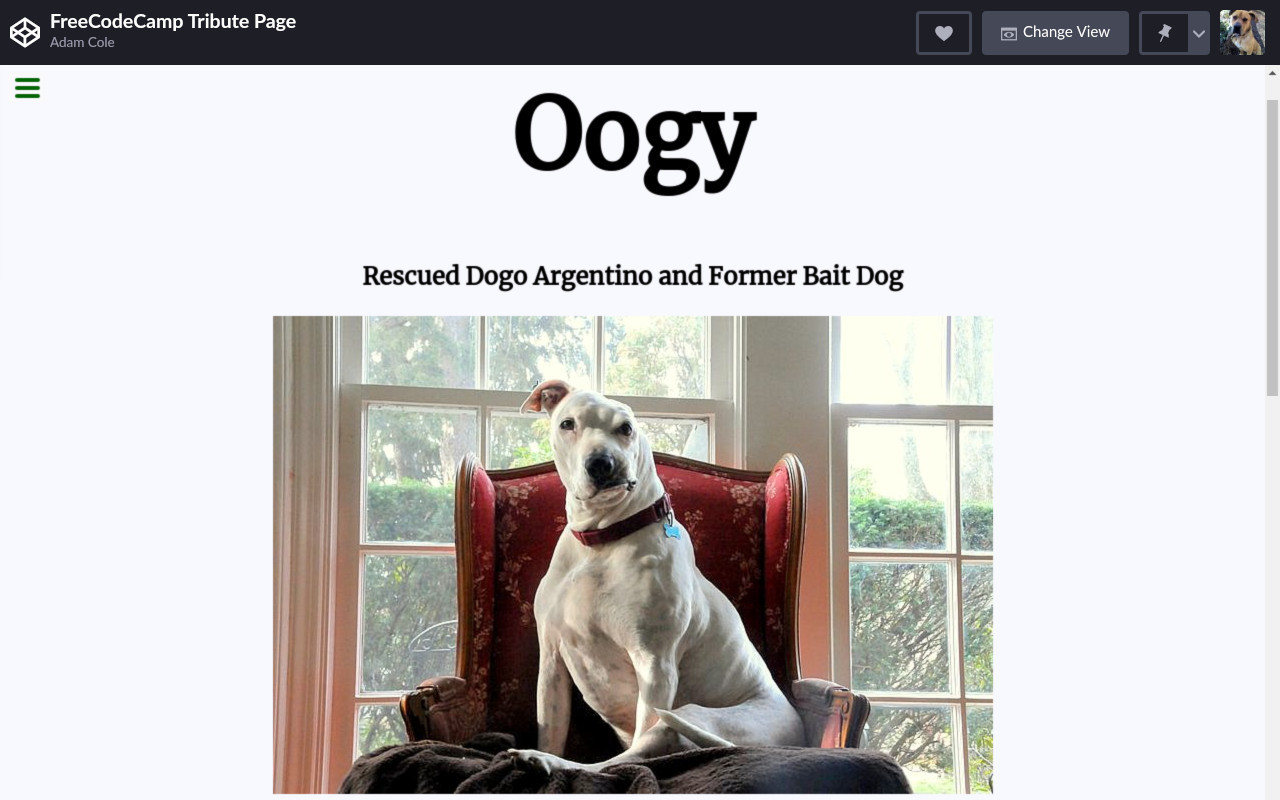 FreeCodeCamp Tribute Page
Adam Cole
Change View
Oogy
Rescued Dogo Argentino and Former Bait Dog